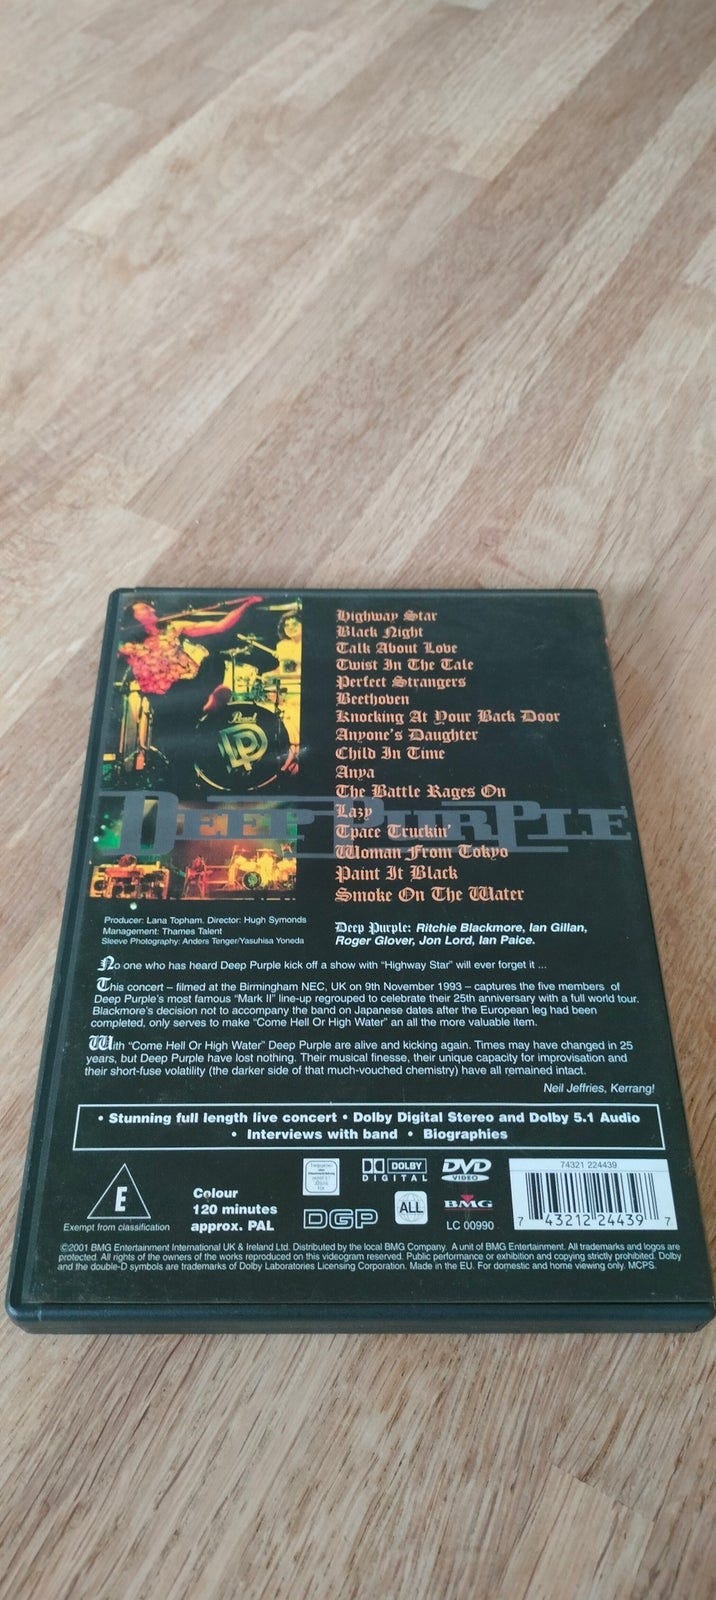 Highway Star
Black Night
Talk About Love
Twist In The Tale
Perfect Strangers
Beethoven
Knocking At Your Back Door
Anyone's Daughter
Child In Time
Anya
The Battle Rages On
Lazy
Tpace Truckin'
Woman From Tokyo
Paint It Black
Smoke On The Water
DEEP PURPLE
Pearl
Producer: Lana Topham. Director: Hugh Symonds
Management: Thames Talent
Sleeve Photography: Anders Tenger/Yasuhisa Yoneda
Deep Purple: Ritchie Blackmore, Ian Gillan,
Roger Glover, Jon Lord, Ian Paice.
No one who has heard Deep Purple kick off a show with "Highway Star" will ever forget it ...
This concert – filmed at the Birmingham NEC, UK on 9th November 1993 – captures the five members of
Deep Purple's most famous "Mark II" line-up regrouped to celebrate their 25th anniversary with a full world tour.
Blackmore's decision not to accompany the band on Japanese dates after the European leg had been
completed, only serves to make "Come Hell Or High Water" an all the more valuable item.
With "Come Hell Or High Water" Deep Purple are alive and kicking again. Times may have changed in 25
years, but Deep Purple have lost nothing. Their musical finesse, their unique capacity for improvisation and
their short-fuse volatility (the darker side of that much-vouched chemistry) have all remained intact.
Neil Jeffries, Kerrang!
• Stunning full length live concert • Dolby Digital Stereo and Dolby 5.1 Audio
• Interviews with band • Biographies
E
Exempt from classification
Colour
120 minutes
approx. PAL
DOLBY
DIGITAL
DVD
VIDEO
DGP
ALL
BMG
LC 00990
74321 224439
7 43212 24439 7
©2001 BMG Entertainment International UK & Ireland Ltd. Distributed by the local BMG Company. A unit of BMG Entertainment. All trademarks and logos are
protected. All rights of the owners of the works reproduced on this videogram reserved. Public performance or exhibition and copying strictly prohibited. Dolby
and the double-D symbols are trademarks of Dolby Laboratories Licensing Corporation. Made in the EU. For domestic and home viewing only. MCPS.